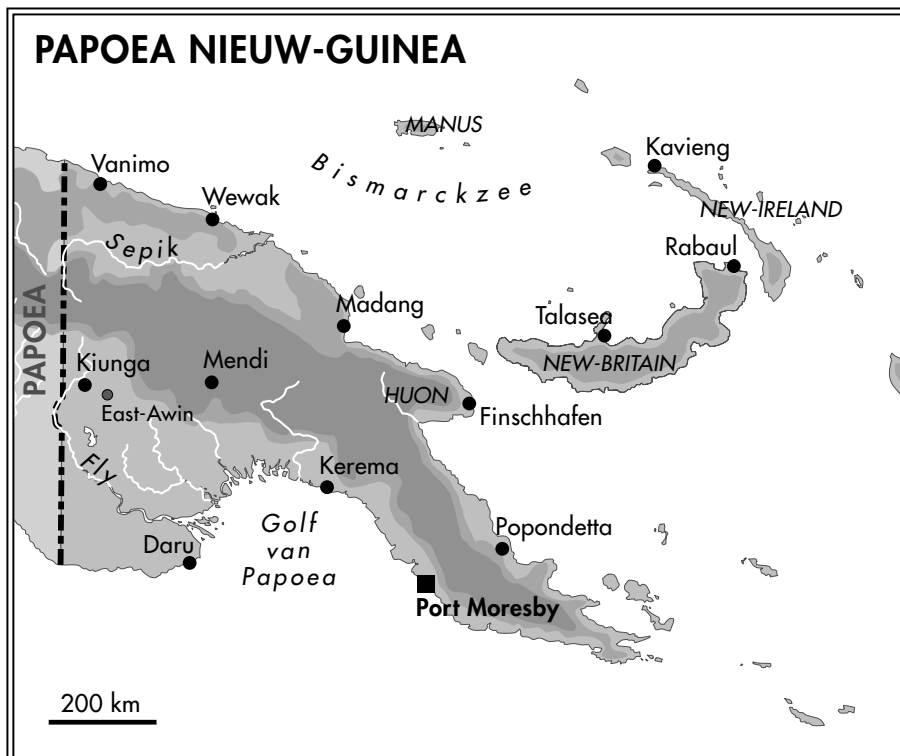 PAPOEA NIEUW-GUINEA
MANUS
Bismarckzee
Kavieng
NEW-IRELAND
Rabaul
Vanimo
Wewak
Sepik
Madang
Talasea
NEW-BRITAIN
PAPOEA
Kiunga
Mendi
HUON
East-Awin
Finschhafen
Fly
Kerema
Golf
van
Papoea
Popondetta
Daru
Port Moresby
200 km